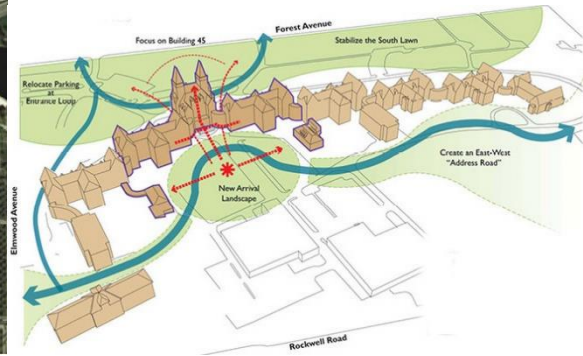 Forest Avenue
Focus on Building 45
Stabilize the South Lawn
Relocate Parking
at
Entrance Loop
Create an East-West
"Address Road"
New Arrival
Landscape
Elmwood Avenue
Rockwell Road